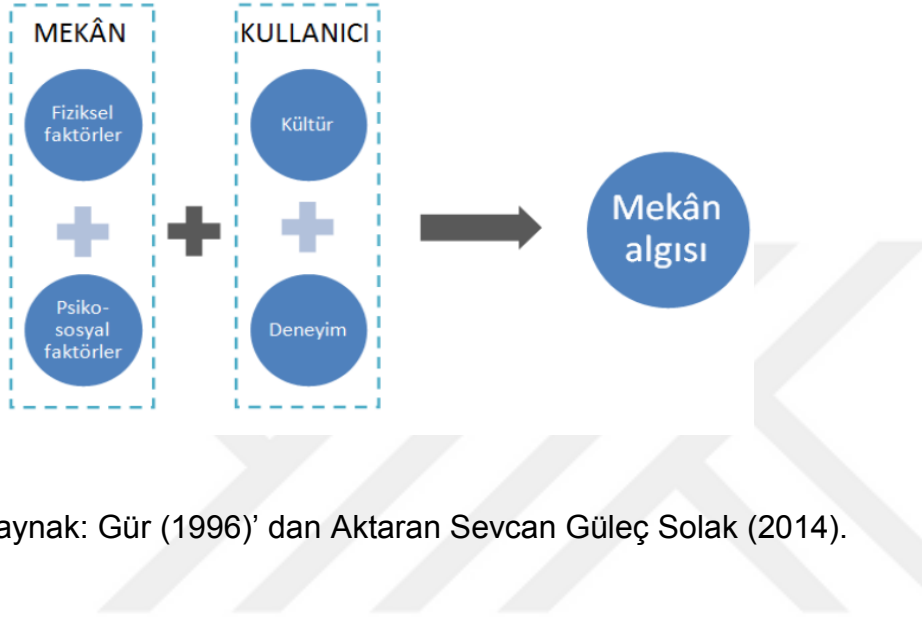 MEKÂN
Fiziksel
faktörler
Psiko-
sosyal
faktörler
KULLANICI
Kültür
Deneyim
Mekân
algısı
aynak: Gür (1996)’ dan Aktaran Sevcan Güleç Solak (2014).